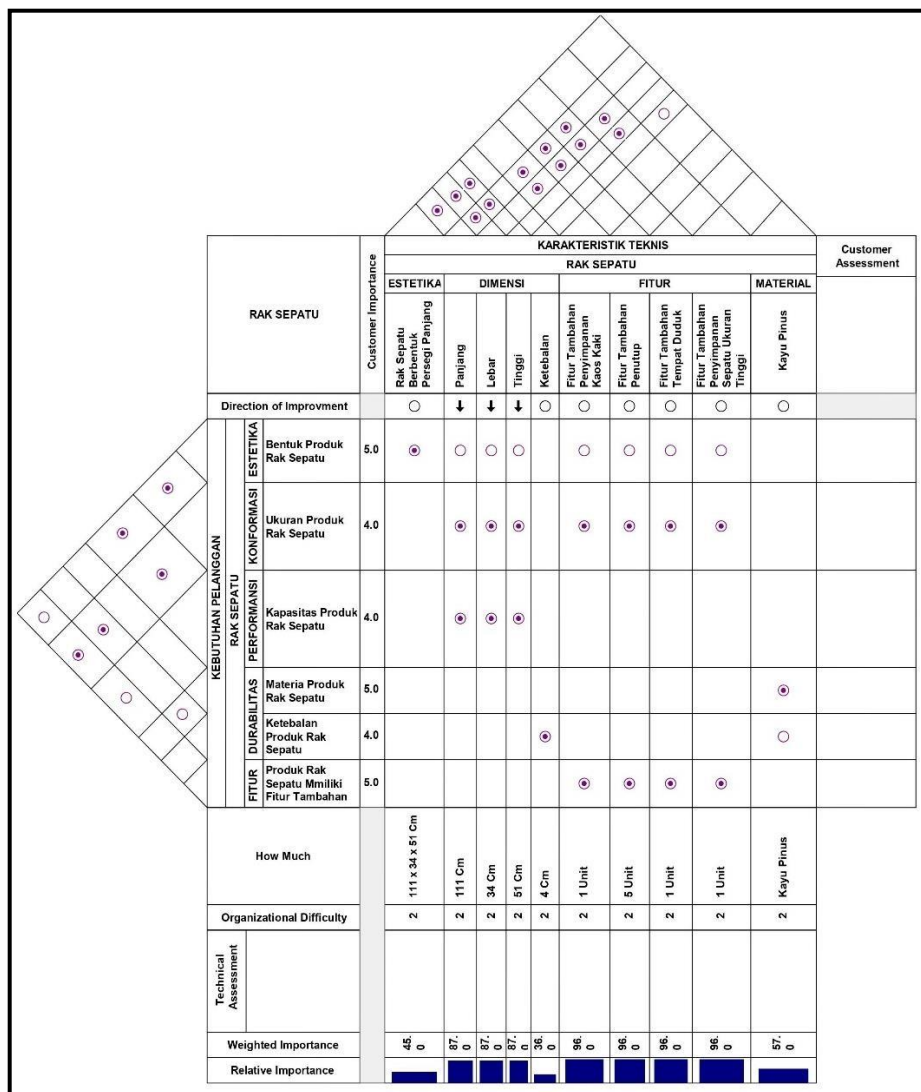 KARAKTERISTIK TEKNIS
RAK SEPATU
Customer
Assessment
RAK SEPATU
Customer Importance
ESTETIKA
DIMENSI
FITUR
MATERIAL
Rak Sepatu
Berbentuk
Persegi Panjang
Panjang
Lebar
Tinggi
Ketebalan
Fitur Tambahan
Penyimpanan
Kaos Kaki
Fitur Tambahan
Penutup
Fitur Tambahan
Tempat Duduk
Fitur Tambahan
Penyimpanan
Sepatu Ukuran
Tinggi
Kayu Pinus
Direction of Improvment
KEBUTUHAN PELANGGAN
RAK SEPATU
ESTETIKA
Bentuk Produk
Rak Sepatu
5.0
KONFORMASI
Ukuran Produk
Rak Sepatu
4.0
PERFORMANSI
Kapasitas Produk
Rak Sepatu
4.0
DURABILITAS
Materia Produk
Rak Sepatu
5.0
Ketebalan
Produk Rak
Sepatu
4.0
FITUR
Produk Rak
Sepatu Mmiliki
Fitur Tambahan
5.0
How Much
111 x 34 x 51 Cm
111 Cm
34 Cm
51 Cm
4 Cm
1 Unit
5 Unit
1 Unit
1 Unit
Kayu Pinus
Organizational Difficulty
2 2 2 2 2 2 2 2 2 2
Technical
Assessment
Weighted Importance
45.
0
87.
0
87.
0
87.
0
36.
0
96.
0
96.
0
96.
0
96.
0
57.
0
Relative Importance